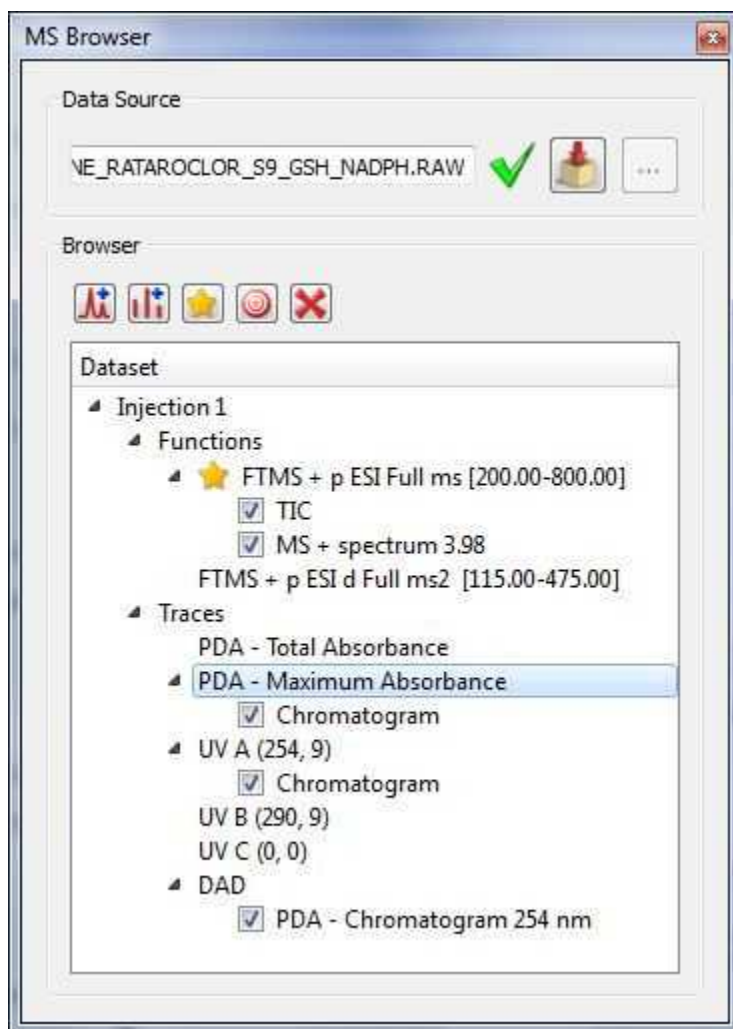 MS Browser
Data Source
NE_RATAROCLOR_S9_GSH_NADPH.RAW
...
Browser
Dataset
Injection 1
Functions
FTMS + p ESI Full ms [200.00-800.00]
TIC
MS + spectrum 3.98
FTMS + p ESI d Full ms2 [115.00-475.00]
Traces
PDA - Total Absorbance
PDA - Maximum Absorbance
Chromatogram
UV A (254, 9)
Chromatogram
UV B (290, 9)
UV C (0, 0)
DAD
PDA - Chromatogram 254 nm